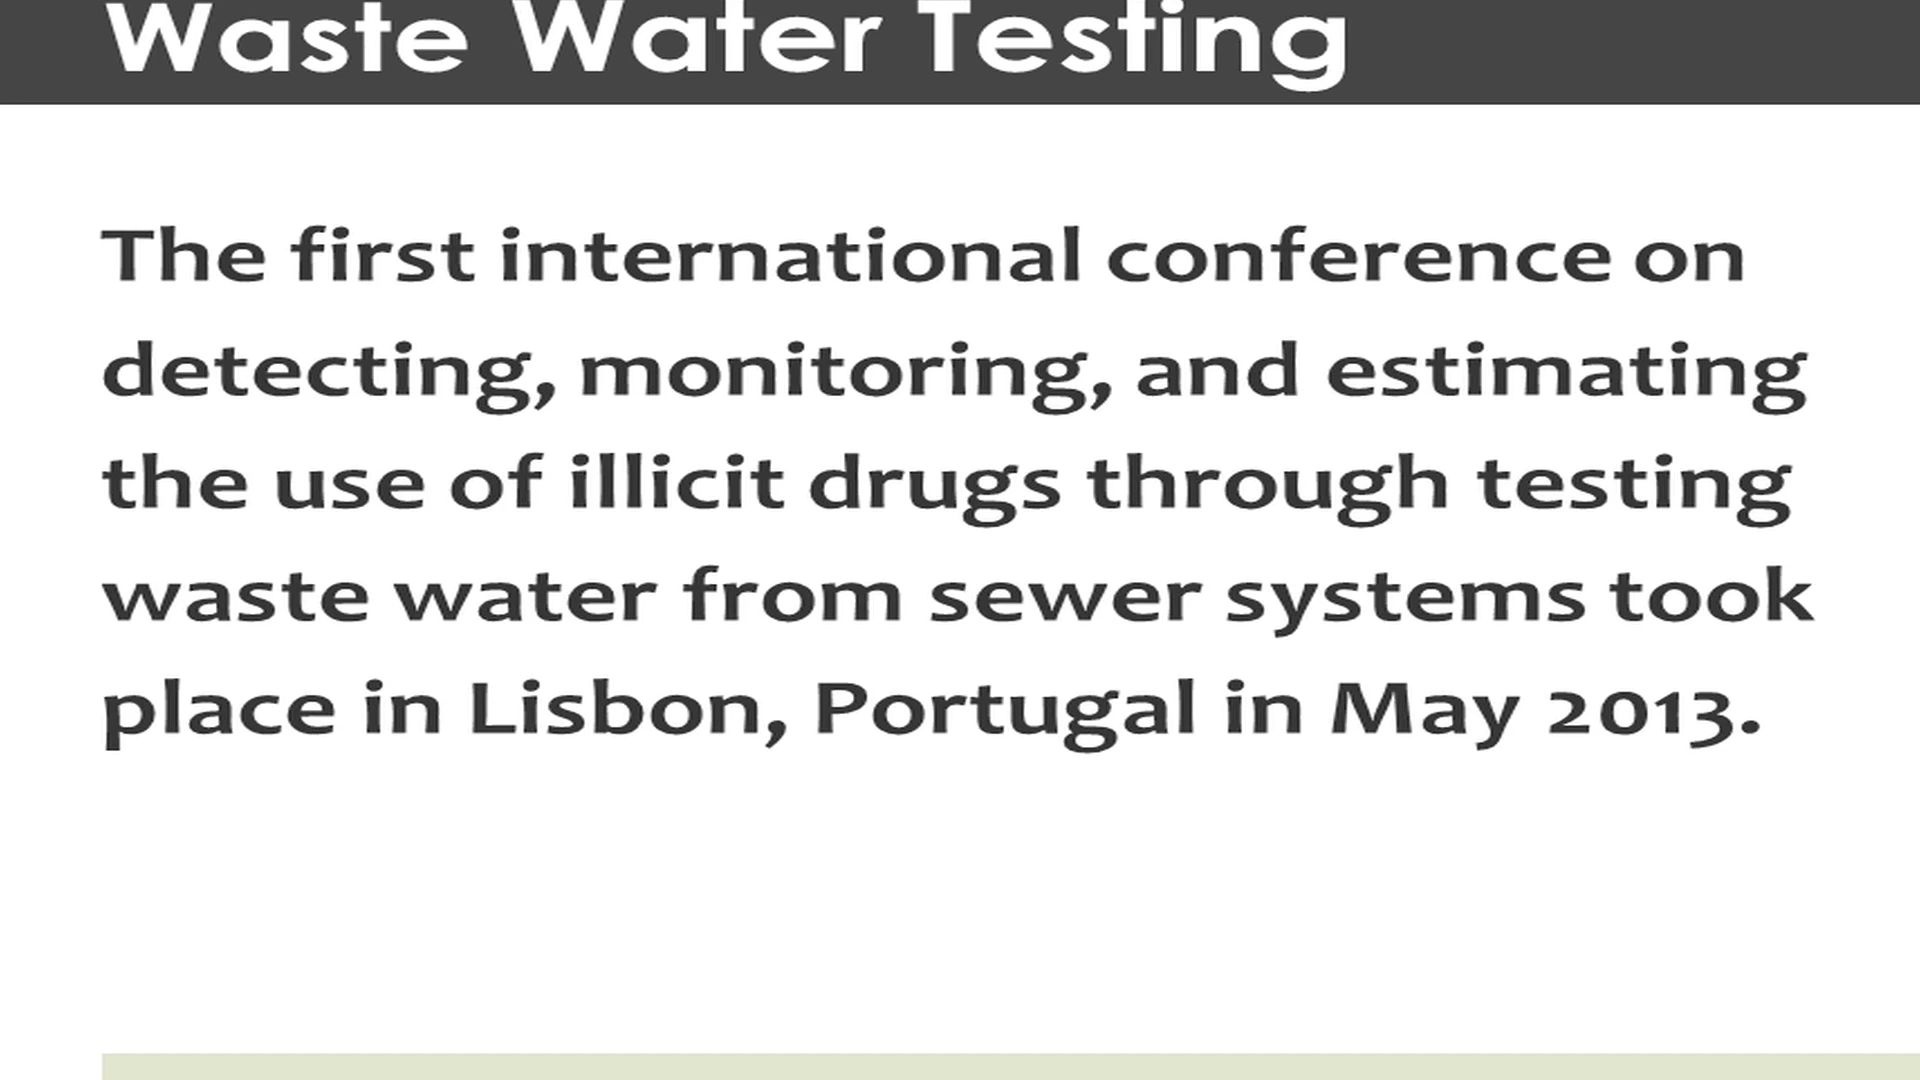 Waste Water Testing
The first international conference on
detecting, monitoring, and estimating
the use of illicit drugs through testing
waste water from sewer systems took
place in Lisbon, Portugal in May 2013.